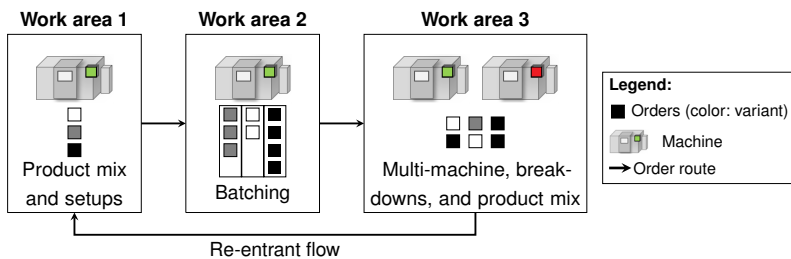 Work area 1
Work area 2
Work area 3
Product mix
and setups
Batching
Multi-machine, break-
downs, and product mix
Re-entrant flow
Legend:
Orders (color: variant)
Machine
Order route